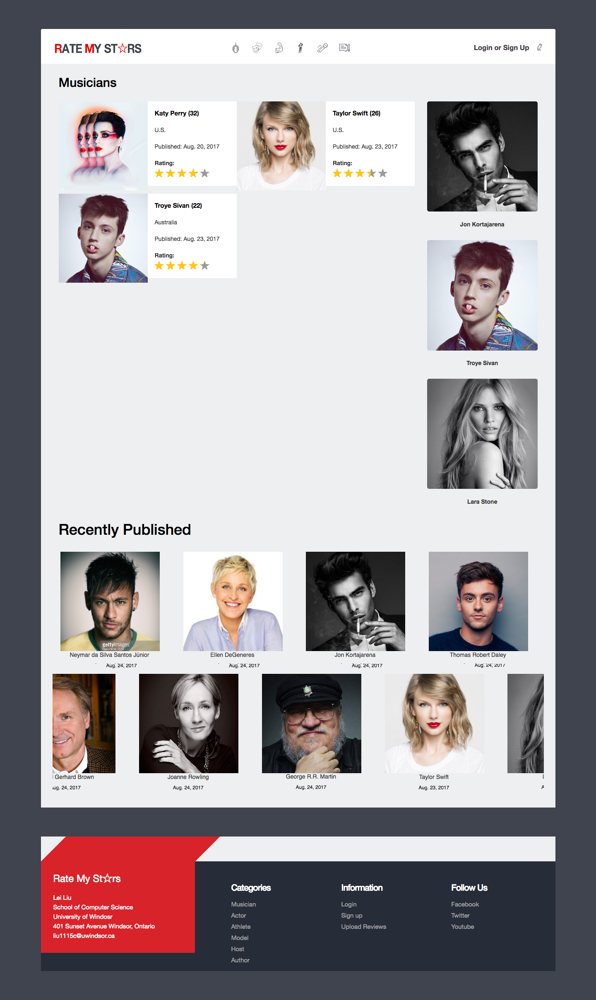 RATE MY ST☆RS
Login or Sign Up
Musicians
Katy Perry (32)
U.S.
Published: Aug. 20, 2017
Rating:
Taylor Swift (26)
U.S.
Published: Aug. 23, 2017
Rating:
Jon Kortajarena
Troye Sivan (22)
Australia
Published: Aug. 23, 2017
Rating:
Troye Sivan
Lara Stone
Recently Published
gettyimages®
Neymar da Silva Santos Júnior
Aug. 24, 2017
Ellen DeGeneres
Aug. 24, 2017
Jon Kortajarena
Aug. 24, 2017
Thomas Robert Daley
Aug. 24, 2017
Gerhard Brown
Aug. 24, 2017
Joanne Rowling
Aug. 24, 2017
George R.R. Martin
Aug. 24, 2017
Taylor Swift
Aug. 23, 2017
Rate My St☆rs
Lei Liu
School of Computer Science
University of Windosr
401 Sunset Avenue Windsor, Ontario
liu1115c@uwindsor.ca
Categories
Musician
Actor
Athlete
Model
Host
Author
Information
Login
Sign up
Upload Reviews
Follow Us
Facebook
Twitter
Youtube